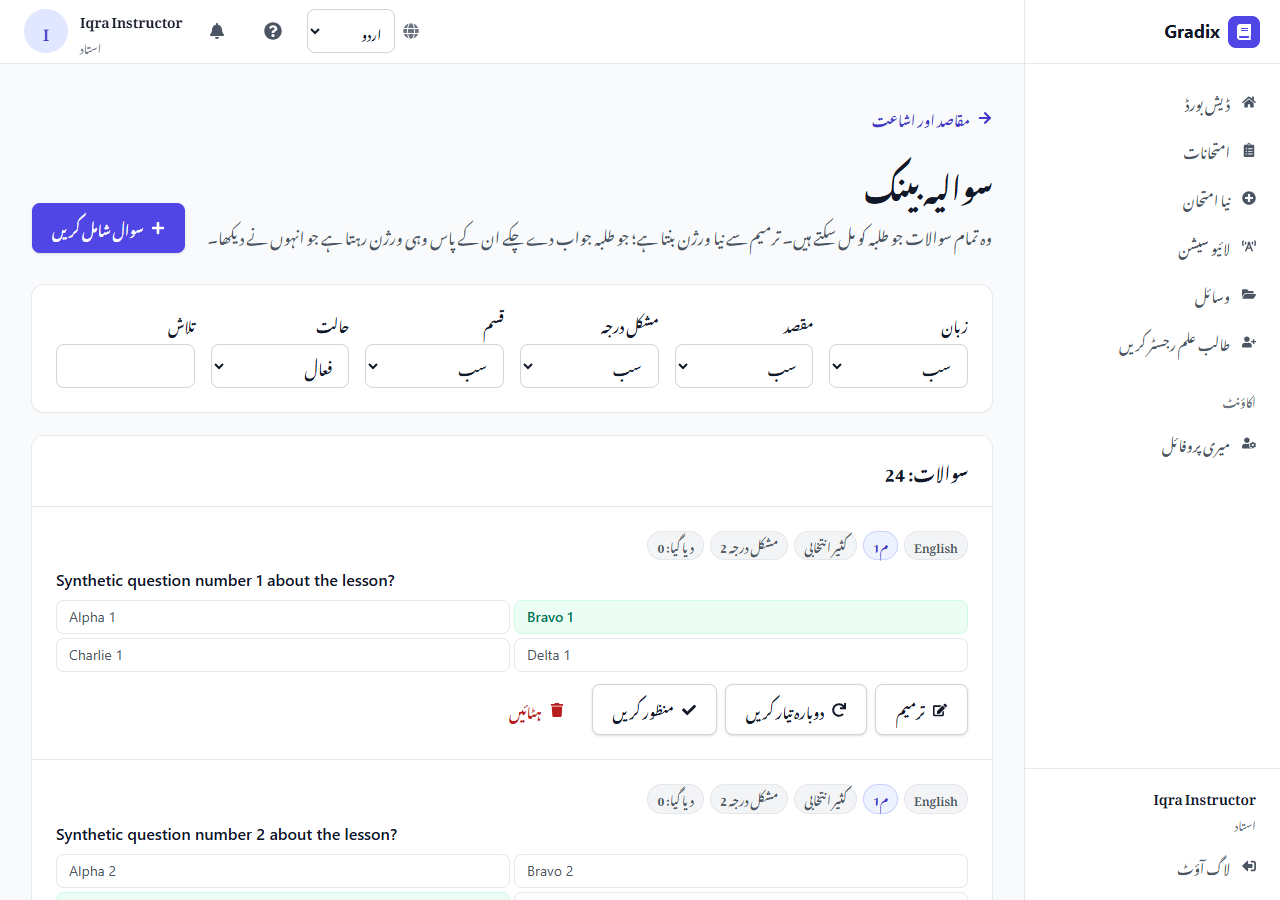 Gradix
اردو
Iqra Instructor
استاد
I
ڈیش بورڈ
امتحانات
نیا امتحان
لائیو سیشن
وسائل
طالب علم رجسٹر کریں
اکاؤنٹ
میری پروفائل
Iqra Instructor
استاد
لاگ آؤٹ
مقاصد اور اشاعت
سوالیہ بینک
وہ تمام سوالات جو طلبہ کو مل سکتے ہیں۔ ترمیم سے نیا ورژن بنتا ہے؛ جو طلبہ جواب دے چکے ان کے پاس وہی ورژن رہتا ہے جو انہوں نے دیکھا۔
سوال شامل کریں
زبان مقصد مشکل درجہ قسم حالت تلاش
سب سب سب سب فعال
سوالات: 24
English م1 کثیر انتخابی مشکل درجہ 2 دیا گیا: 0
Synthetic question number 1 about the lesson?
Alpha 1 Bravo 1
Charlie 1 Delta 1
ترمیم دوبارہ تیار کریں منظور کریں ہٹائیں
English م1 کثیر انتخابی مشکل درجہ 2 دیا گیا: 0
Synthetic question number 2 about the lesson?
Alpha 2 Bravo 2